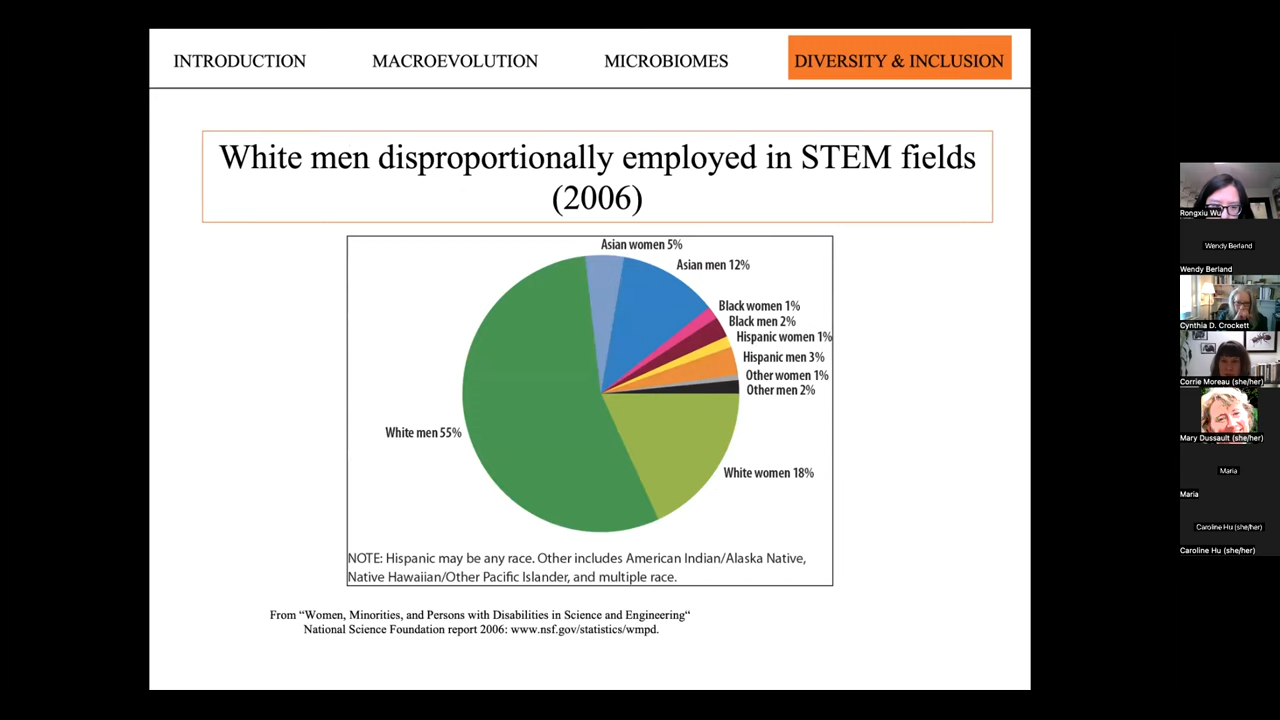 INTRODUCTION MACROEVOLUTION MICROBIOMES DIVERSITY & INCLUSION
White men disproportionally employed in STEM fields
(2006)
Asian women 5%
Asian men 12%
Black women 1%
Black men 2%
Hispanic women 1%
Hispanic men 3%
Other women 1%
Other men 2%
White men 55%
White women 18%
NOTE: Hispanic may be any race. Other includes American Indian/Alaska Native,
Native Hawaiian/Other Pacific Islander, and multiple race.
From “Women, Minorities, and Persons with Disabilities in Science and Engineering“
National Science Foundation report 2006: www.nsf.gov/statistics/wmpd.
Rongxiu Wu
Wendy Berland
Wendy Berland
Cynthia D. Crockett
Corrie Moreau (she/her)
Mary Dussault (she/her)
Maria
Maria
Caroline Hu (she/her)
Caroline Hu (she/her)